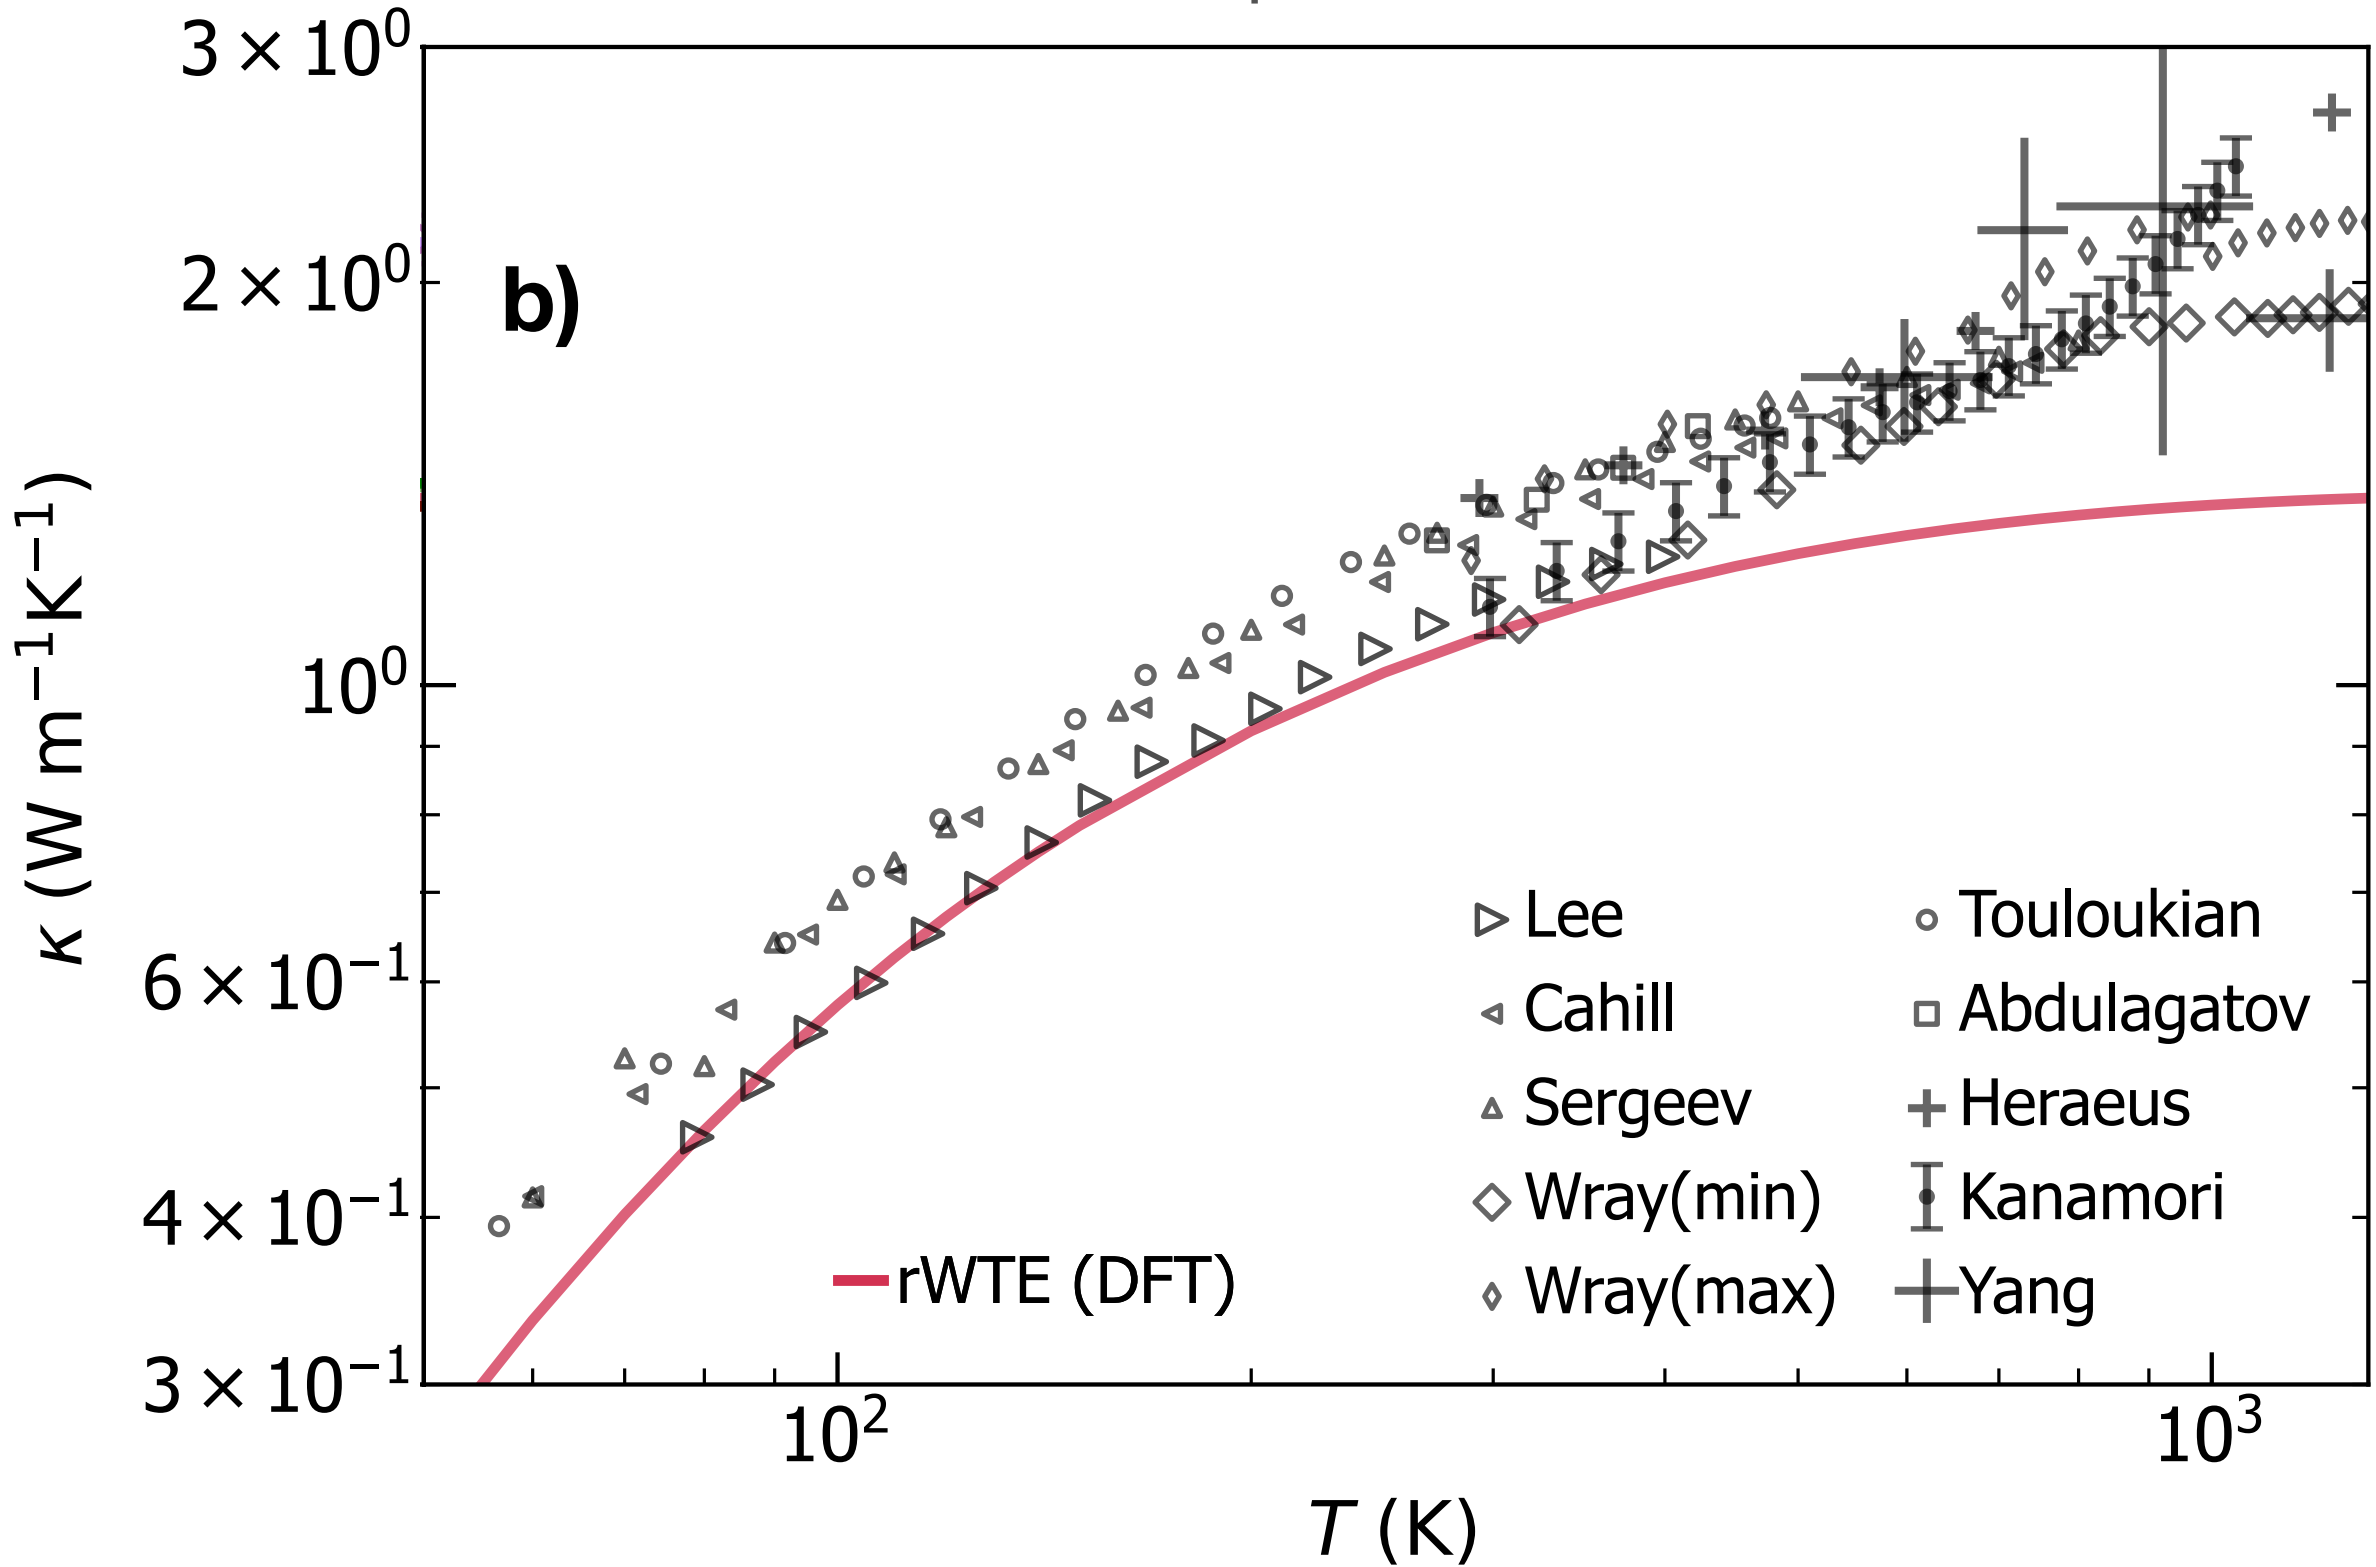 3 × 10⁰
2 × 10⁰
10⁰
6 × 10⁻¹
4 × 10⁻¹
3 × 10⁻¹
κ (W m⁻¹K⁻¹)
b)
Lee
Cahill
Sergeev
Wray(min)
Wray(max)
Touloukian
Abdulagatov
Heraeus
Kanamori
Yang
rWTE (DFT)
10²
10³
T (K)